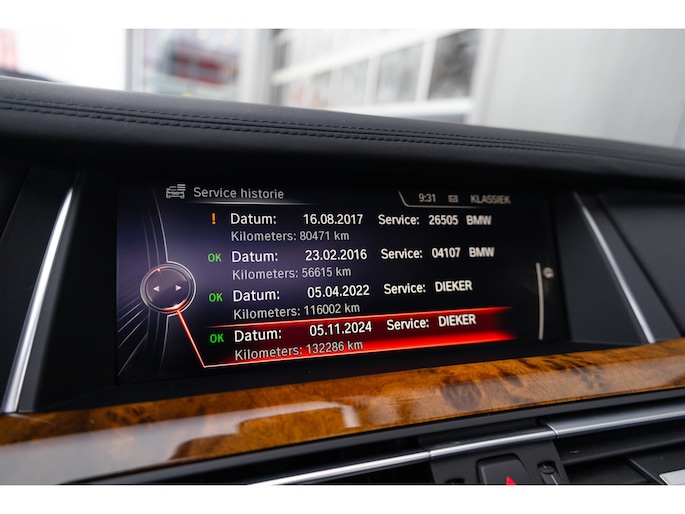 Service historie 9:31 KLASSIEK
! Datum: 16.08.2017 Service: 26505 BMW
Kilometers: 80471 km
OK Datum: 23.02.2016 Service: 04107 BMW
Kilometers: 56615 km
OK Datum: 05.04.2022 Service: DIEKER
Kilometers: 116002 km
OK Datum: 05.11.2024 Service: DIEKER
Kilometers: 132286 km